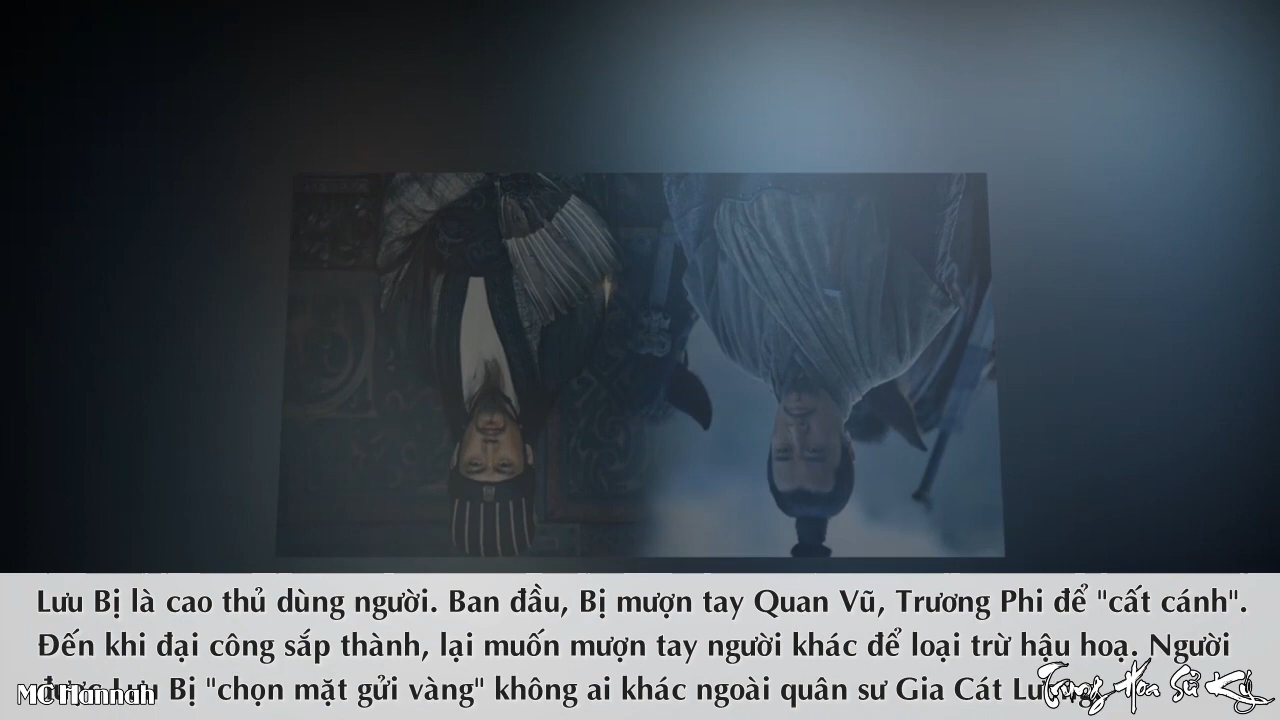 Lưu Bị là cao thủ dùng người. Ban đầu, Bị mượn tay Quan Vũ, Trương Phi để "cất cánh".
Đến khi đại công sắp thành, lại muốn mượn tay người khác để loại trừ hậu hoạ. Người
được Lưu Bị "chọn mặt gửi vàng" không ai khác ngoài quân sư Gia Cát Lượng
MC Hannah
Trung Hoa Sử Ký